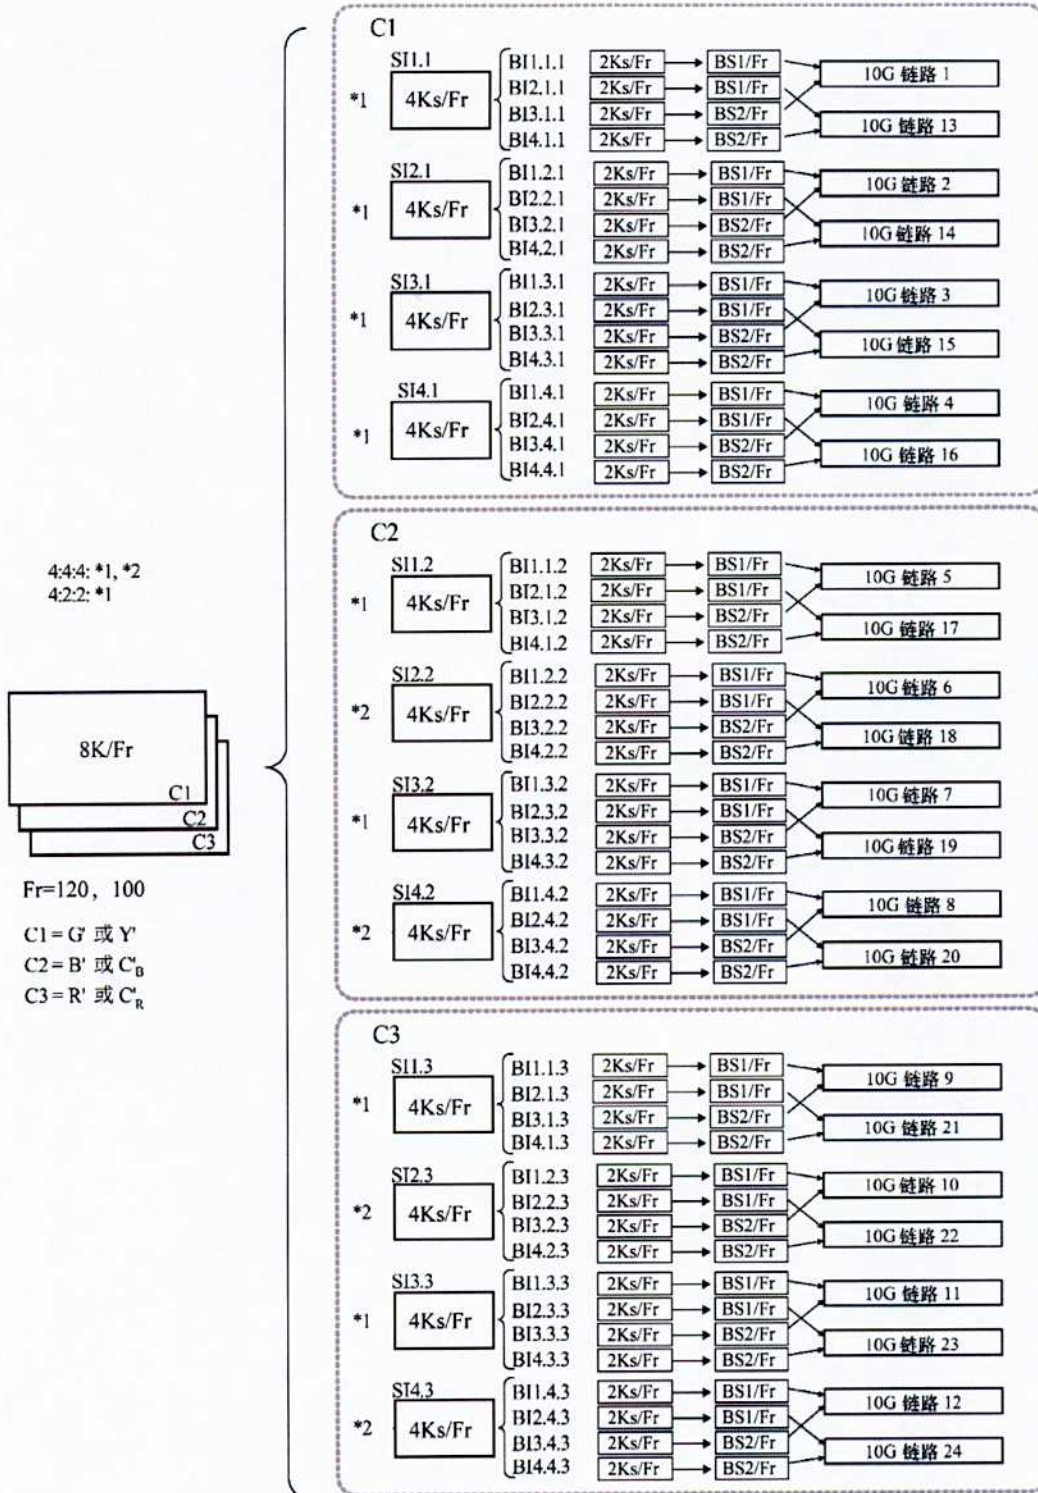 4:4:4: *1, *2
4:2:2: *1
8K/Fr
C1
C2
C3
Fr=120，100
C1 = G' 或 Y'
C2 = B' 或 C'B
C3 = R' 或 C'R
C1
SI1.1
*1
4Ks/Fr
BI1.1.1 2Ks/Fr BS1/Fr
BI2.1.1 2Ks/Fr BS1/Fr
BI3.1.1 2Ks/Fr BS2/Fr
BI4.1.1 2Ks/Fr BS2/Fr
10G 链路 1
10G 链路 13
SI2.1
*1
4Ks/Fr
BI1.2.1 2Ks/Fr BS1/Fr
BI2.2.1 2Ks/Fr BS1/Fr
BI3.2.1 2Ks/Fr BS2/Fr
BI4.2.1 2Ks/Fr BS2/Fr
10G 链路 2
10G 链路 14
SI3.1
*1
4Ks/Fr
BI1.3.1 2Ks/Fr BS1/Fr
BI2.3.1 2Ks/Fr BS1/Fr
BI3.3.1 2Ks/Fr BS2/Fr
BI4.3.1 2Ks/Fr BS2/Fr
10G 链路 3
10G 链路 15
SI4.1
*1
4Ks/Fr
BI1.4.1 2Ks/Fr BS1/Fr
BI2.4.1 2Ks/Fr BS1/Fr
BI3.4.1 2Ks/Fr BS2/Fr
BI4.4.1 2Ks/Fr BS2/Fr
10G 链路 4
10G 链路 16
C2
SI1.2
*1
4Ks/Fr
BI1.1.2 2Ks/Fr BS1/Fr
BI2.1.2 2Ks/Fr BS1/Fr
BI3.1.2 2Ks/Fr BS2/Fr
BI4.1.2 2Ks/Fr BS2/Fr
10G 链路 5
10G 链路 17
SI2.2
*2
4Ks/Fr
BI1.2.2 2Ks/Fr BS1/Fr
BI2.2.2 2Ks/Fr BS1/Fr
BI3.2.2 2Ks/Fr BS2/Fr
BI4.2.2 2Ks/Fr BS2/Fr
10G 链路 6
10G 链路 18
SI3.2
*1
4Ks/Fr
BI1.3.2 2Ks/Fr BS1/Fr
BI2.3.2 2Ks/Fr BS1/Fr
BI3.3.2 2Ks/Fr BS2/Fr
BI4.3.2 2Ks/Fr BS2/Fr
10G 链路 7
10G 链路 19
SI4.2
*2
4Ks/Fr
BI1.4.2 2Ks/Fr BS1/Fr
BI2.4.2 2Ks/Fr BS1/Fr
BI3.4.2 2Ks/Fr BS2/Fr
BI4.4.2 2Ks/Fr BS2/Fr
10G 链路 8
10G 链路 20
C3
SI1.3
*1
4Ks/Fr
BI1.1.3 2Ks/Fr BS1/Fr
BI2.1.3 2Ks/Fr BS1/Fr
BI3.1.3 2Ks/Fr BS2/Fr
BI4.1.3 2Ks/Fr BS2/Fr
10G 链路 9
10G 链路 21
SI2.3
*2
4Ks/Fr
BI1.2.3 2Ks/Fr BS1/Fr
BI2.2.3 2Ks/Fr BS1/Fr
BI3.2.3 2Ks/Fr BS2/Fr
BI4.2.3 2Ks/Fr BS2/Fr
10G 链路 10
10G 链路 22
SI3.3
*1
4Ks/Fr
BI1.3.3 2Ks/Fr BS1/Fr
BI2.3.3 2Ks/Fr BS1/Fr
BI3.3.3 2Ks/Fr BS2/Fr
BI4.3.3 2Ks/Fr BS2/Fr
10G 链路 11
10G 链路 23
SI4.3
*2
4Ks/Fr
BI1.4.3 2Ks/Fr BS1/Fr
BI2.4.3 2Ks/Fr BS1/Fr
BI3.4.3 2Ks/Fr BS2/Fr
BI4.4.3 2Ks/Fr BS2/Fr
10G 链路 12
10G 链路 24